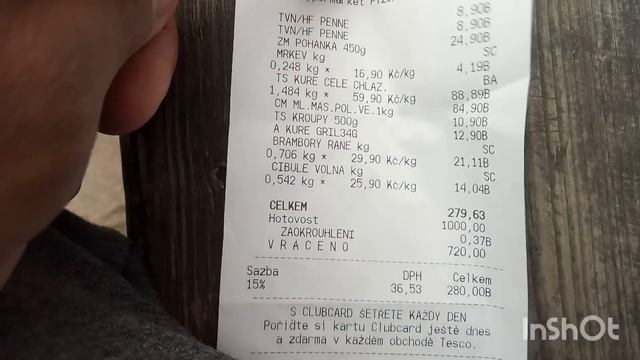 permarket
TVN/HF PENNE 8,90B
TVN/HF PENNE 8,90B
ZM POHANKA 450g 24,90B
MRKEV kg SC
0,248 kg * 16,90 Kč/kg 4,19B
TS KURE CELE CHLAZ. BA
1,484 kg * 59,90 Kč/kg 88,89B
CM ML.MAS.POL.VE.1kg 84,90B
TS KROUPY 500g 10,90B
A KURE GRIL34G 12,90B
BRAMBORY RANE kg SC
0,706 kg * 29,90 Kč/kg 21,11B
CIBULE VOLNA kg SC
0,542 kg * 25,90 Kč/kg 14,04B
CELKEM 279,63
Hotovost 1000,00
ZAOKROUHLENI 0,37B
VRACENO 720,00
Sazba DPH Celkem
15% 36,53 280,00B
S CLUBCARD ŠETŘETE KAŽDÝ DEN
Pořiďte si kartu Clubcard ještě dnes
a zdarma v každém obchodě Tesco.
InShOt